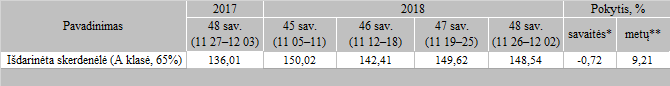 Pavadinimas 2017 2018 Pokytis, %
48 sav. (11 27–12 03) 45 sav. (11 05–11) 46 sav. (11 12–18) 47 sav. (11 19–25) 48 sav. (11 26–12 02) savaitės* metų**
Išdarinėta skerdenėlė (A klasė, 65%) 136,01 150,02 142,41 149,62 148,54 -0,72 9,21